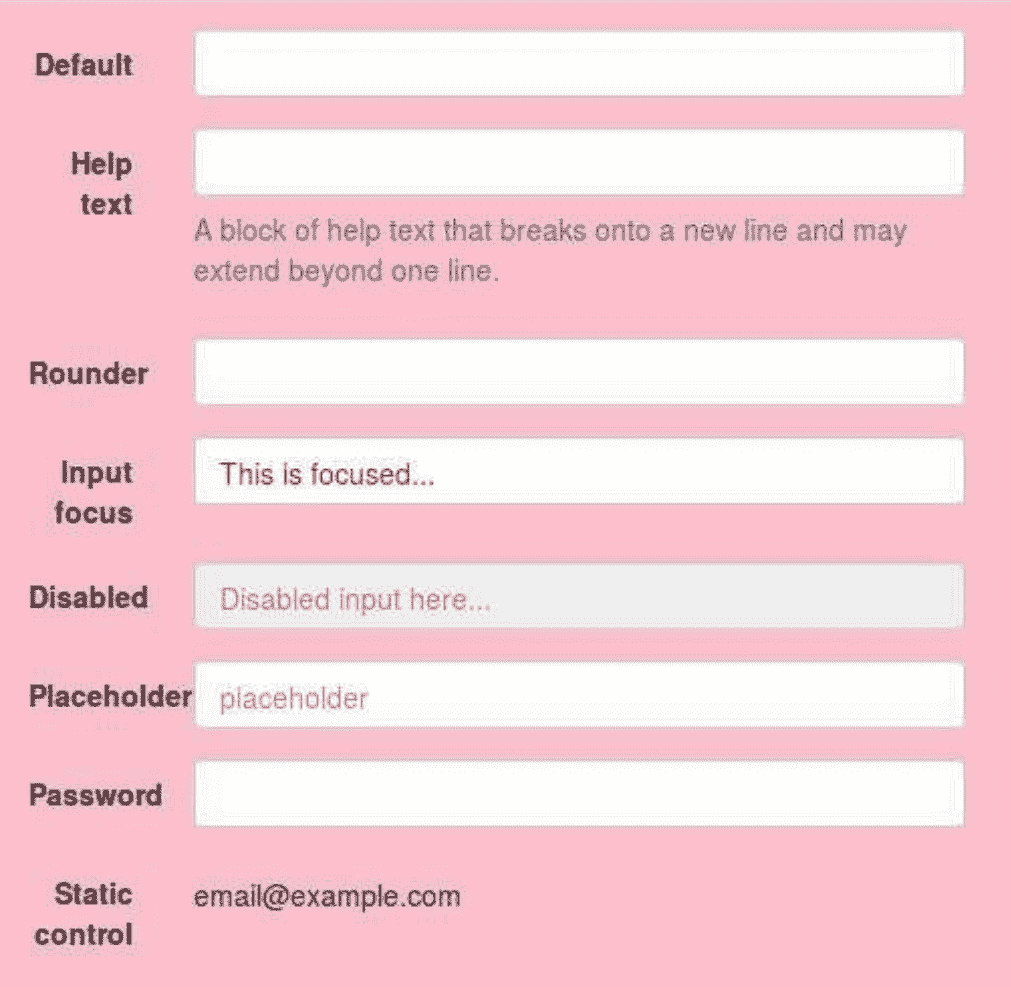 Default
Help
text
A block of help text that breaks onto a new line and may
extend beyond one line.
Rounder
Input
focus
This is focused...
Disabled
Disabled input here...
Placeholder
placeholder
Password
Static
control
email@example.com